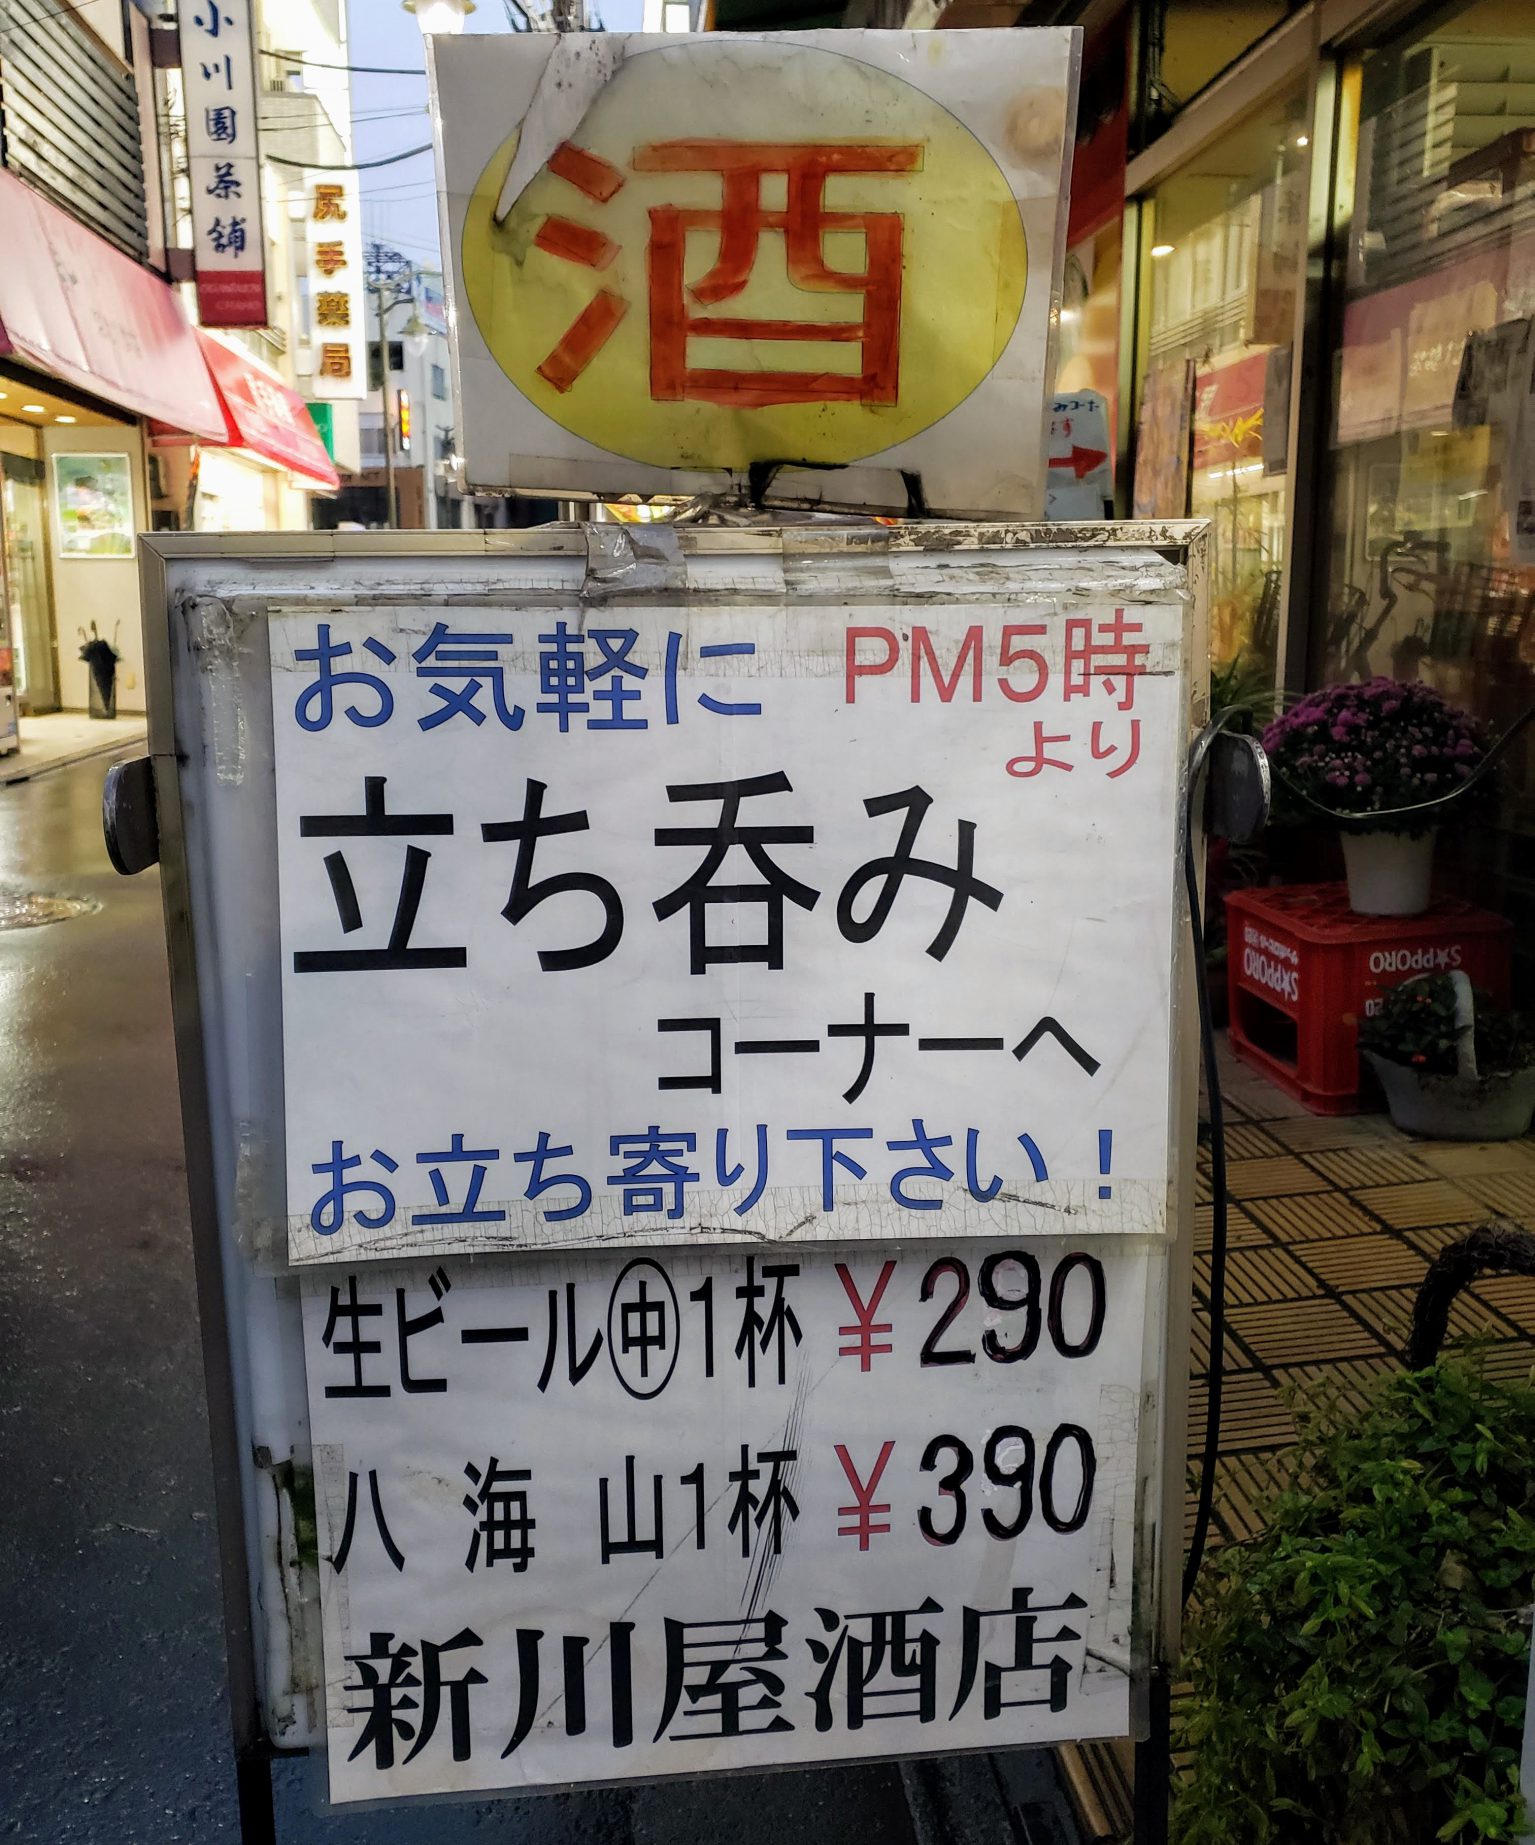 小川園茶舗
尻手薬局
酒
お気軽に PM5時
より
立ち呑み
コーナーへ
お立ち寄り下さい！
生ビール㊥1杯 ¥290
八海山1杯 ¥390
新川屋酒店
SAPPORO
SAPPORO